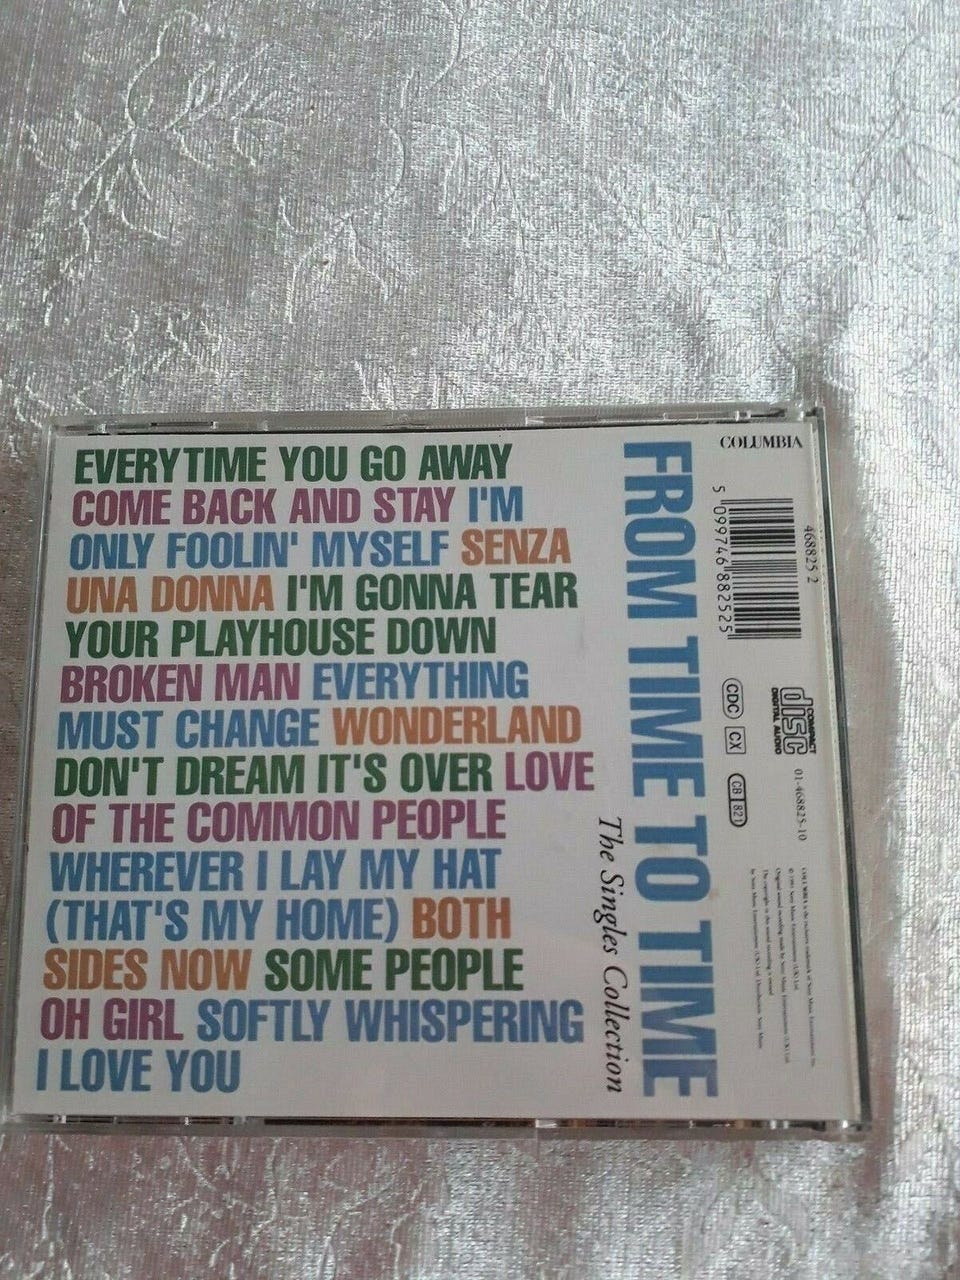 EVERYTIME YOU GO AWAY
COME BACK AND STAY I'M
ONLY FOOLIN' MYSELF SENZA
UNA DONNA I'M GONNA TEAR
YOUR PLAYHOUSE DOWN
BROKEN MAN EVERYTHING
MUST CHANGE WONDERLAND
DON'T DREAM IT'S OVER LOVE
OF THE COMMON PEOPLE
WHEREVER I LAY MY HAT
(THAT'S MY HOME) BOTH
SIDES NOW SOME PEOPLE
OH GIRL SOFTLY WHISPERING
I LOVE YOU
FROM TIME TO TIME
The Singles Collection
COLUMBIA
468825 2
5 099746 882525
COMPACT
disc
DIGITAL AUDIO
CDC
CX
CB 821
01-468825-10